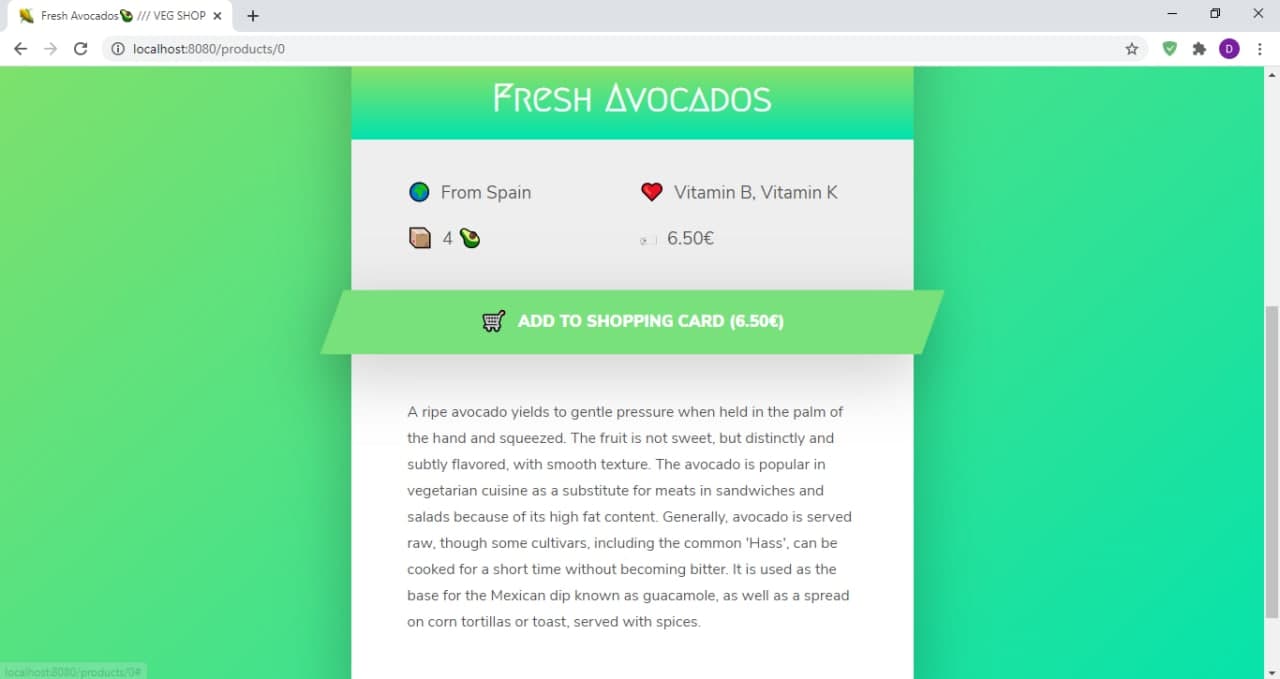 Fresh Avocados🥑 /// VEG SHOP
localhost:8080/products/0
D
Fresh Avocados
🌍 From Spain
❤️ Vitamin B, Vitamin K
4 🥑
6.50€
🛒 ADD TO SHOPPING CARD (6.50€)
A ripe avocado yields to gentle pressure when held in the palm of
the hand and squeezed. The fruit is not sweet, but distinctly and
subtly flavored, with smooth texture. The avocado is popular in
vegetarian cuisine as a substitute for meats in sandwiches and
salads because of its high fat content. Generally, avocado is served
raw, though some cultivars, including the common 'Hass', can be
cooked for a short time without becoming bitter. It is used as the
base for the Mexican dip known as guacamole, as well as a spread
on corn tortillas or toast, served with spices.
localhost:8080/products/0#